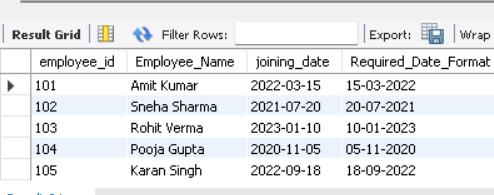 Result Grid Filter Rows: Export: Wrap
employee_id Employee_Name joining_date Required_Date_Format
101 Amit Kumar 2022-03-15 15-03-2022
102 Sneha Sharma 2021-07-20 20-07-2021
103 Rohit Verma 2023-01-10 10-01-2023
104 Pooja Gupta 2020-11-05 05-11-2020
105 Karan Singh 2022-09-18 18-09-2022